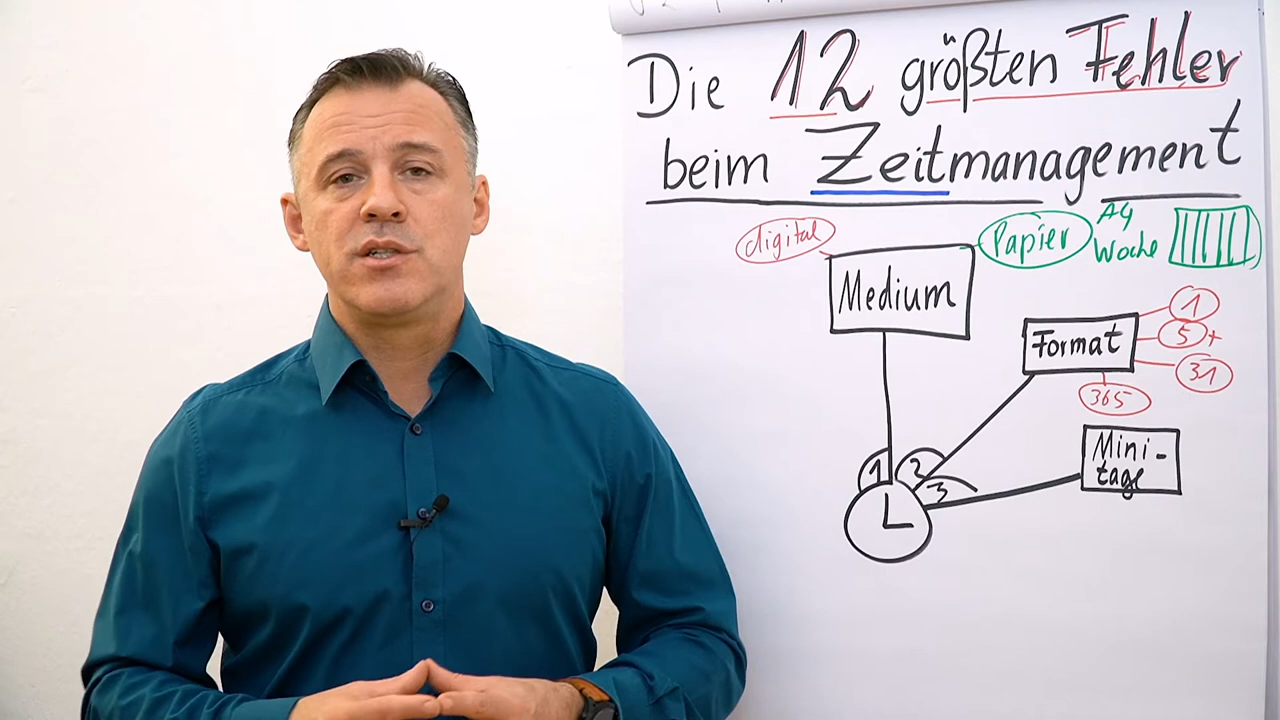 Die 12 größten Fehler
beim Zeitmanagement
digital
Papier
A4
Woche
Medium
Format
1
5+
31
365
Mini-
tage
1
2
3